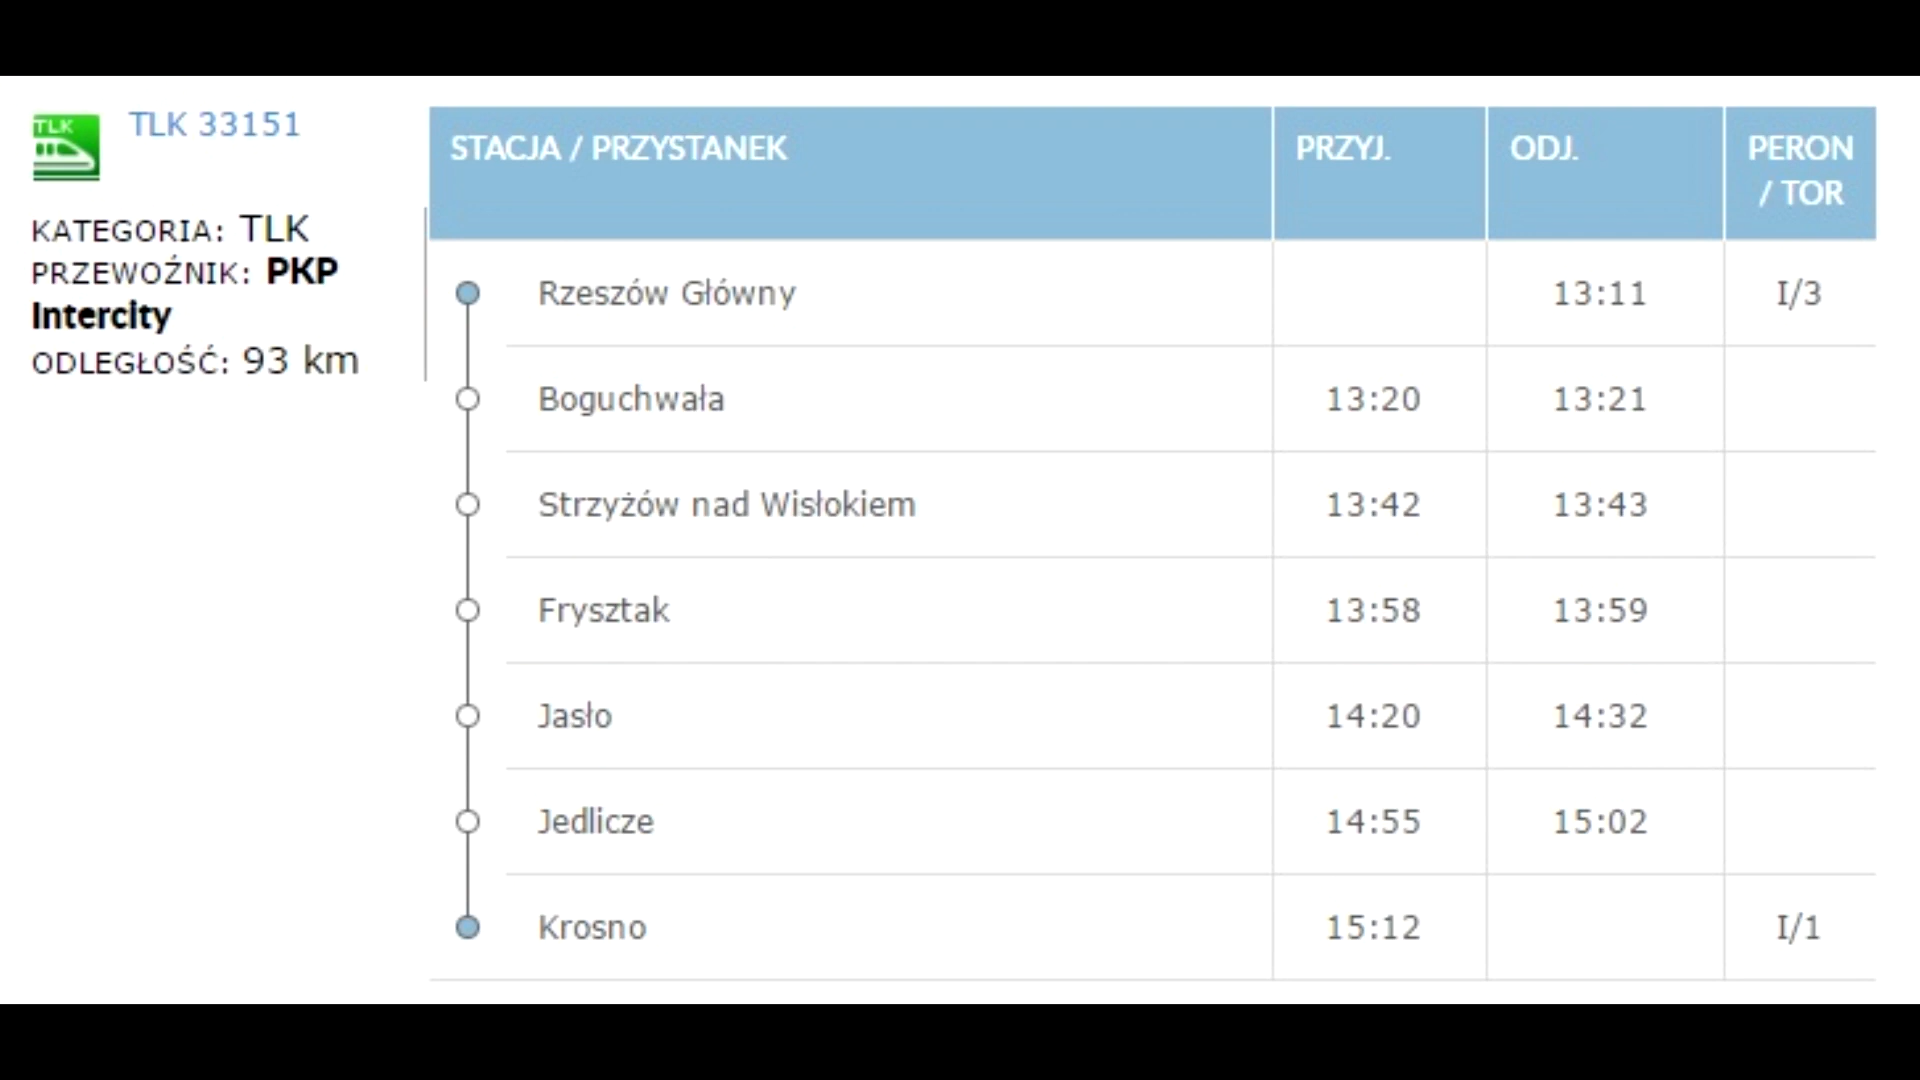 TLK
TLK 33151
KATEGORIA: TLK
PRZEWOŹNIK: PKP
Intercity
ODLEGŁOŚĆ: 93 km
STACJA / PRZYSTANEK PRZYJ. ODJ. PERON
/ TOR
Rzeszów Główny 13:11 I/3
Boguchwała 13:20 13:21
Strzyżów nad Wisłokiem 13:42 13:43
Frysztak 13:58 13:59
Jasło 14:20 14:32
Jedlicze 14:55 15:02
Krosno 15:12 I/1